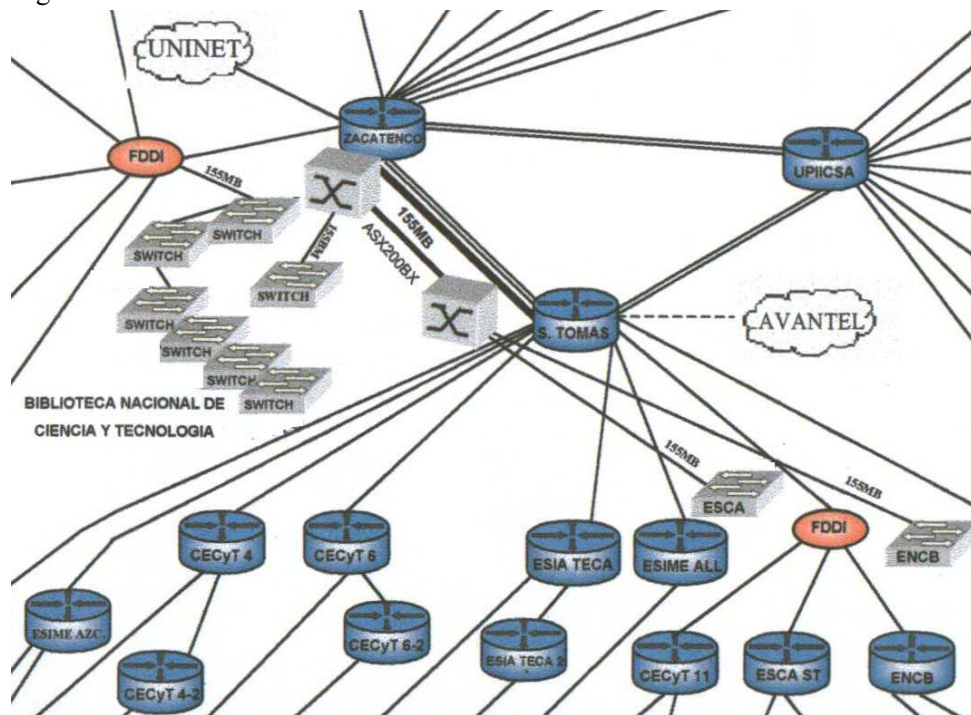 UNINET
ZACATENCO
FDDI
UPIICSA
155MB
SWITCH
SWITCH
155MB
SWITCH
155MB
ASX200BX
SWITCH
SWITCH
SWITCH
SWITCH
S. TOMAS
AVANTEL
BIBLIOTECA NACIONAL DE
CIENCIA Y TECNOLOGIA
155MB
ESCA
155MB
FDDI
ENCB
CECyT 4
CECyT 6
ESIA TECA
ESIME ALL
ESIME AZC.
CECyT 4-2
CECyT 6-2
ESIA TECA 2
CECyT 11
ESCA ST
ENCB